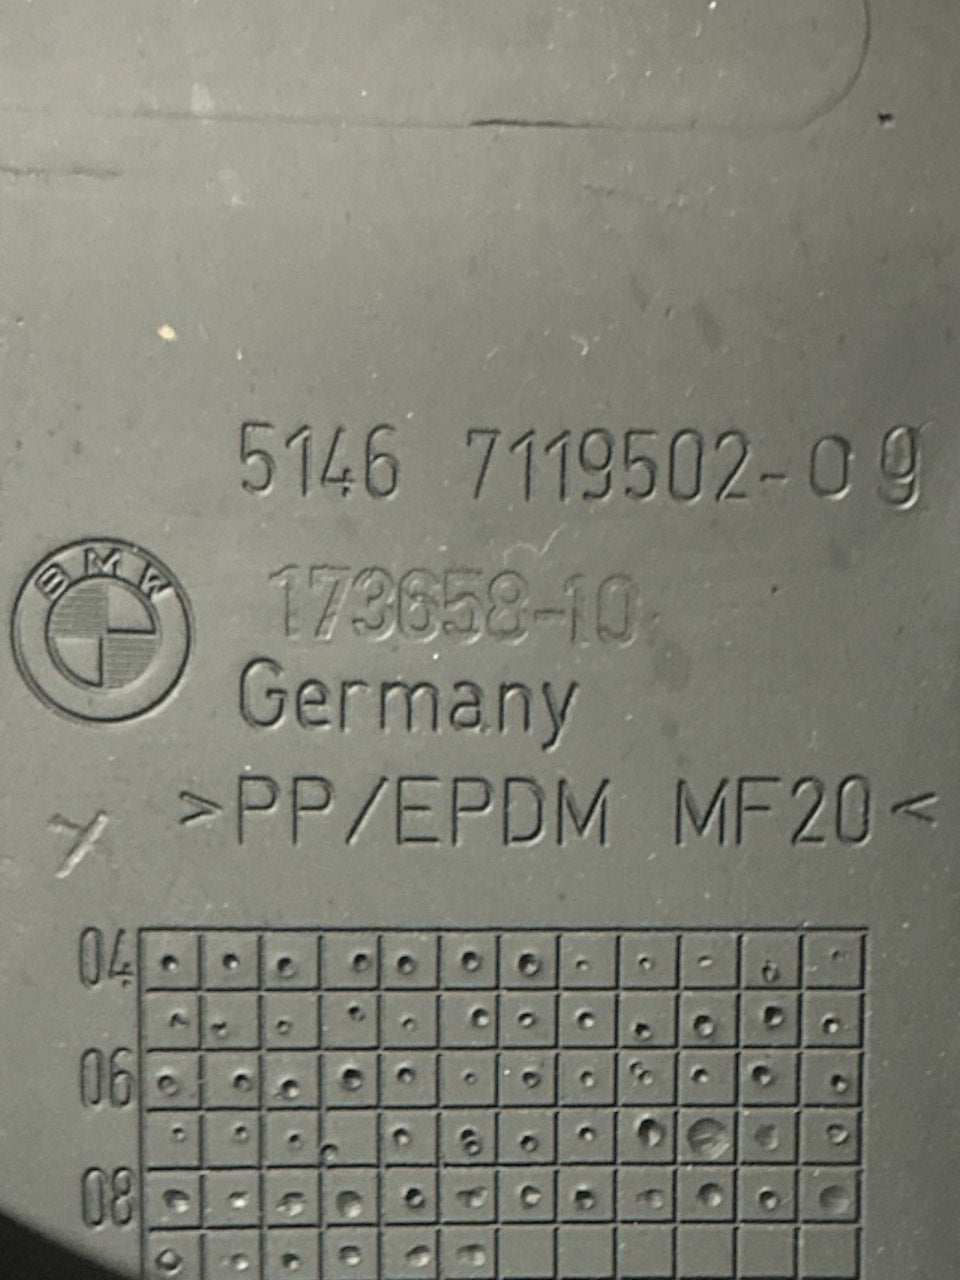 5146 7119502-09
BMW
173658-10
Germany
>PP/EPDM MF20<
04
06
08